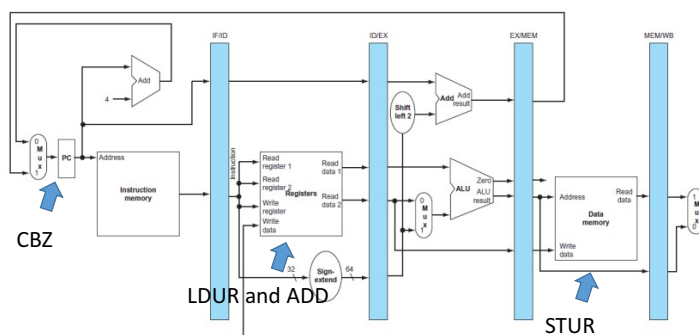 IF/ID
ID/EX
EX/MEM
MEM/WB
Add
4
Add
Add
result
Shift
left 2
0
M
u
x
1
PC
Address
Instruction
memory
Instruction
Read
register 1
Read
register 2
Write
register
Write
data
Registers
Read
data 1
Read
data 2
0
M
u
x
1
Zero
ALU
ALU
result
Address
Read
data
Data
memory
Write
data
1
M
u
x
0
32
Sign-
extend
64
CBZ
LDUR and ADD
STUR